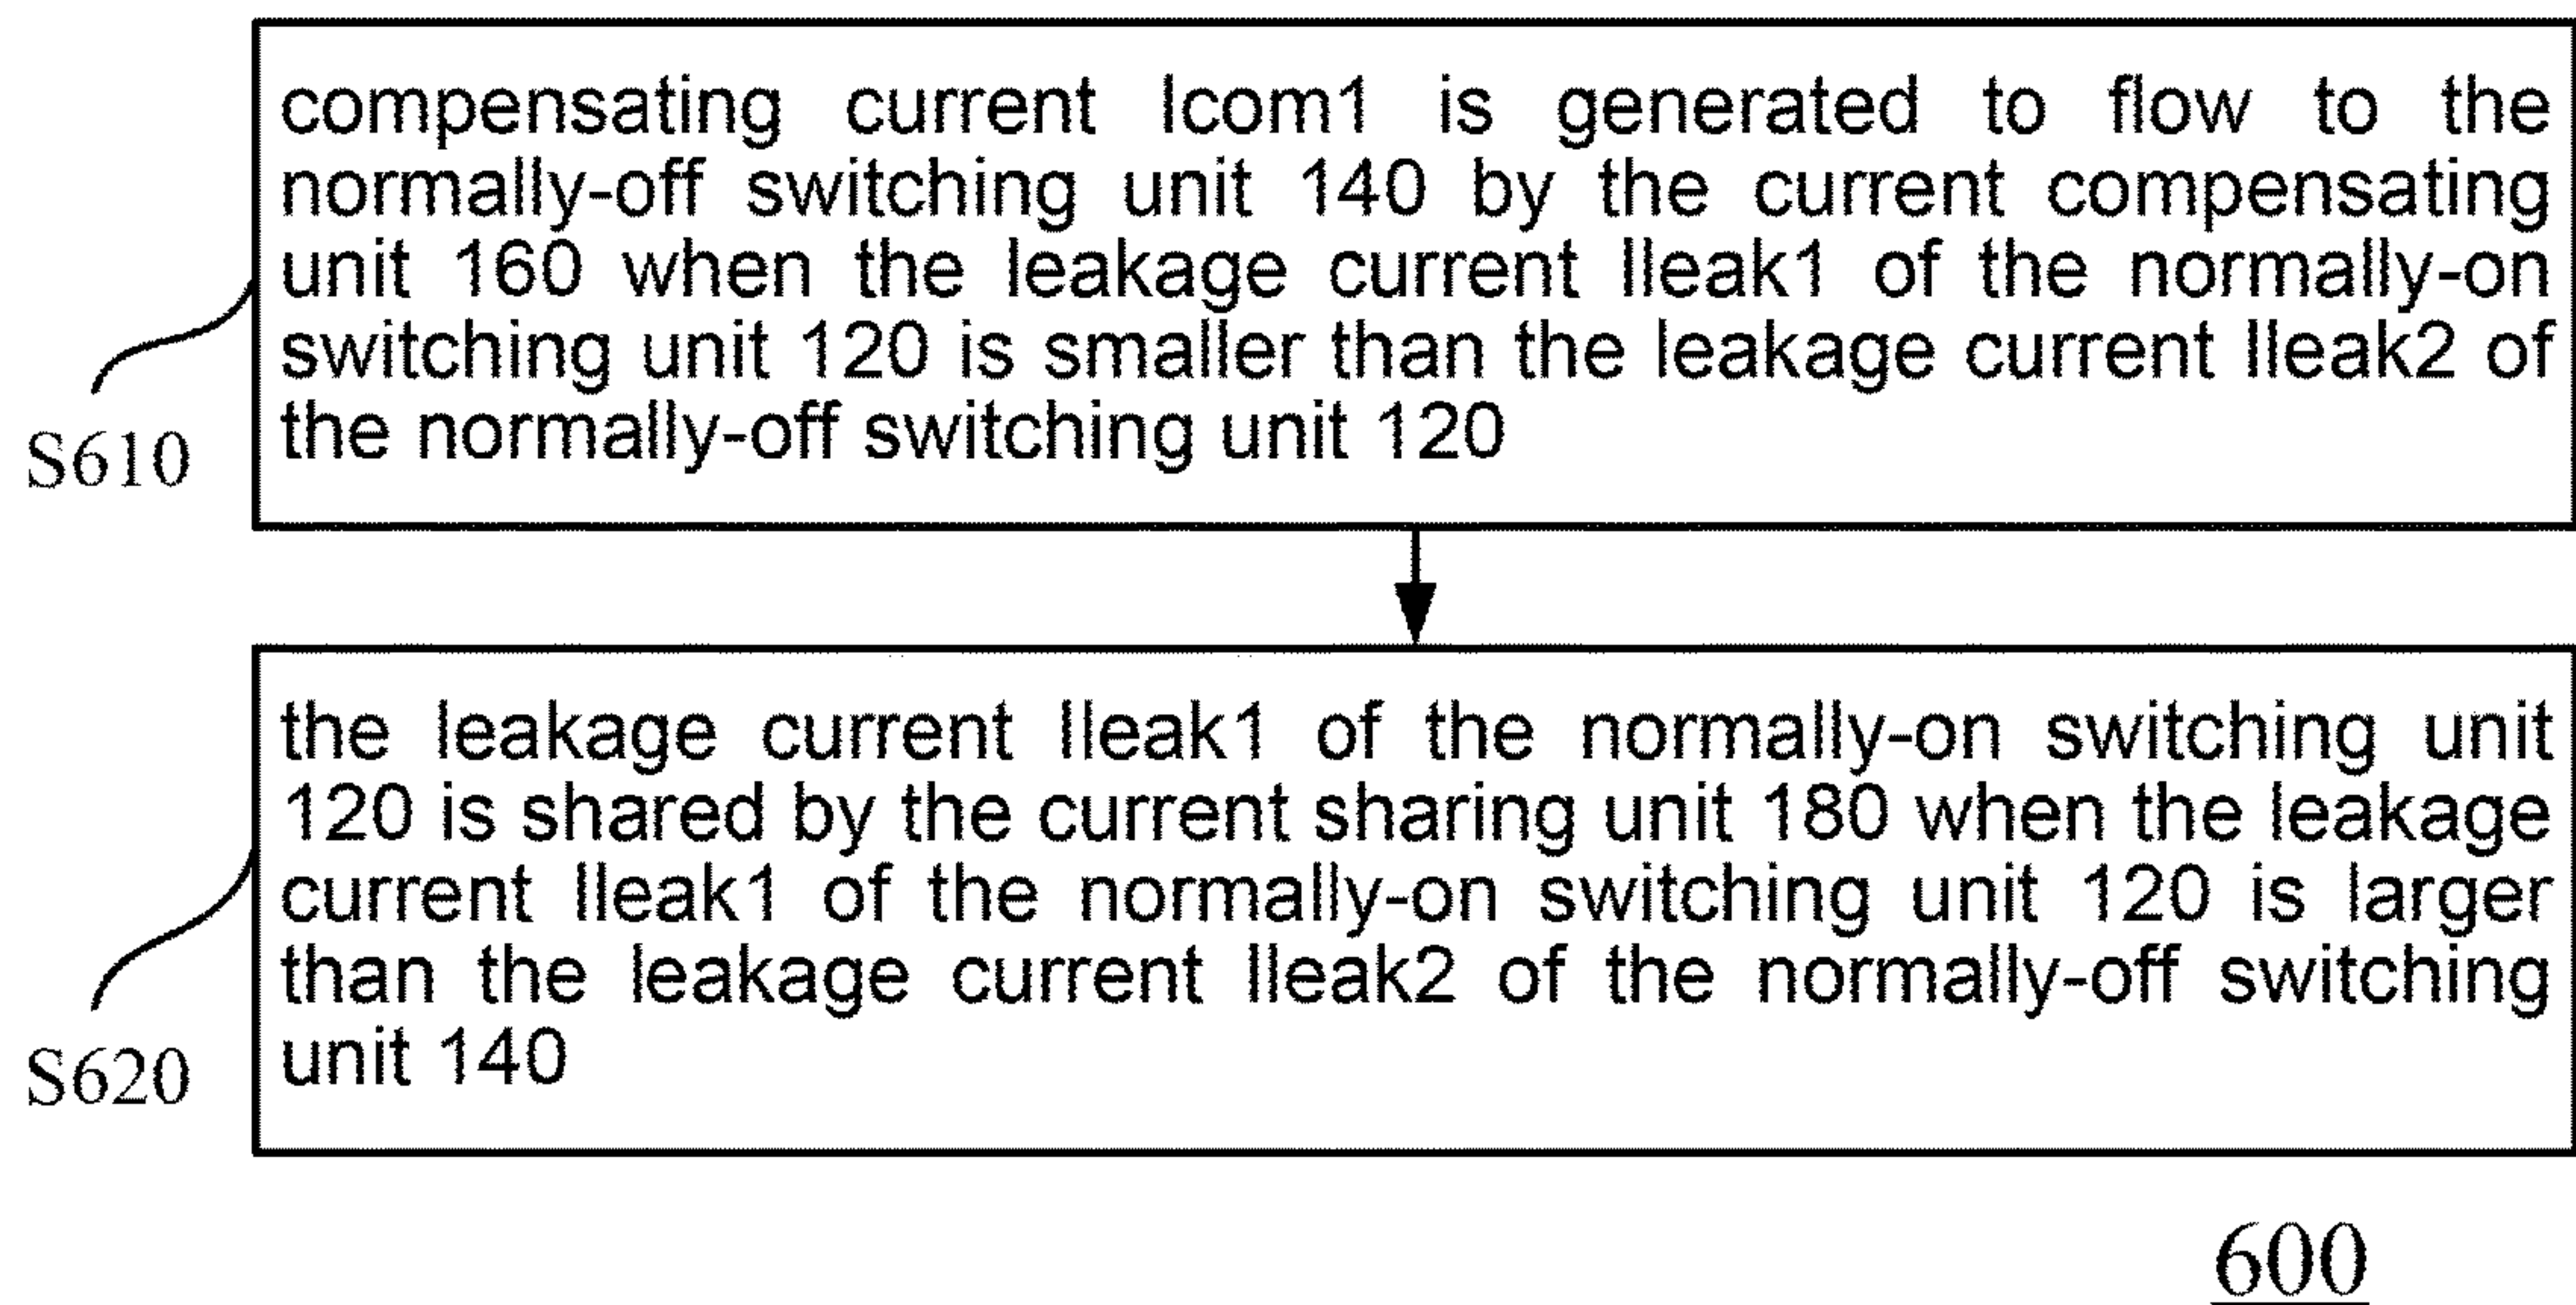 compensating current Icom1 is generated to flow to the
normally-off switching unit 140 by the current compensating
unit 160 when the leakage current Ileak1 of the normally-on
switching unit 120 is smaller than the leakage current Ileak2 of
the normally-off switching unit 120
S610
the leakage current Ileak1 of the normally-on switching unit
120 is shared by the current sharing unit 180 when the leakage
current Ileak1 of the normally-on switching unit 120 is larger
than the leakage current Ileak2 of the normally-off switching
unit 140
S620
600